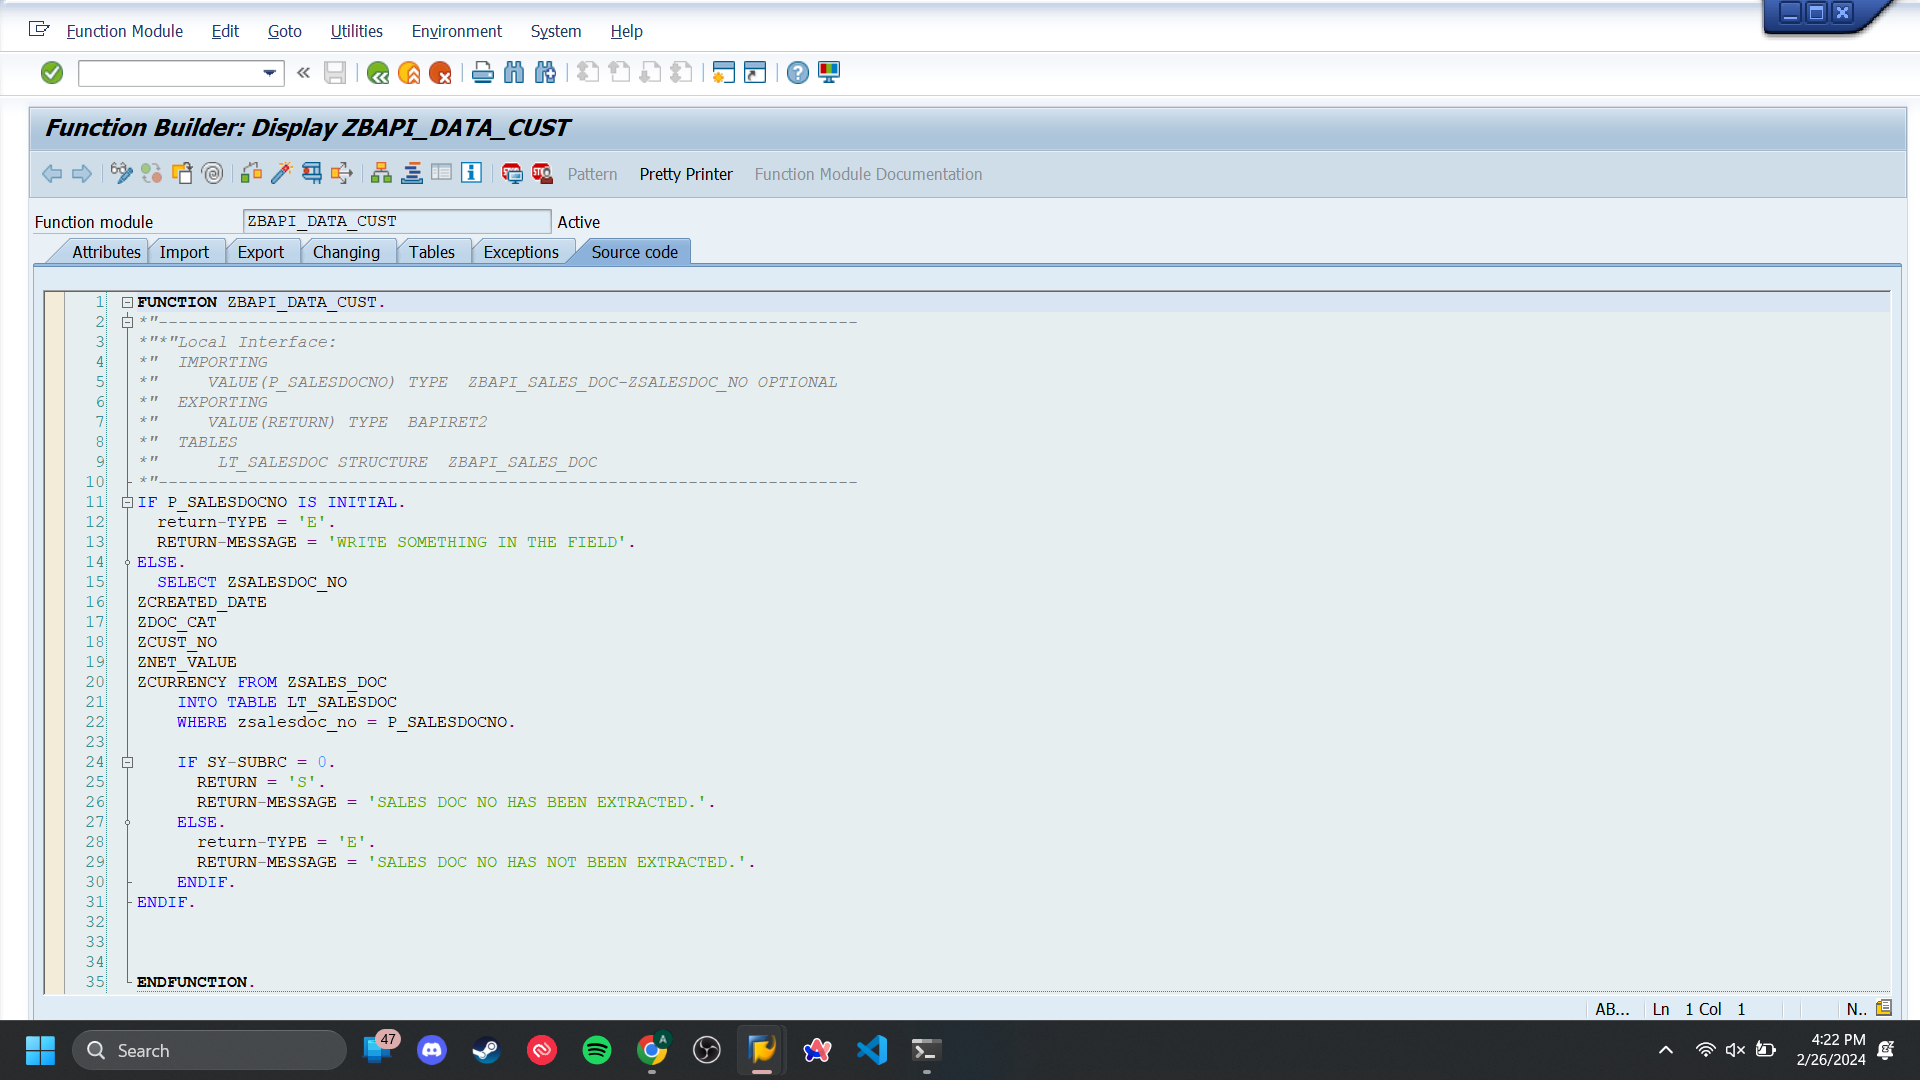 Function Module Edit Goto Utilities Environment System Help
Function Builder: Display ZBAPI_DATA_CUST
Pattern Pretty Printer Function Module Documentation
Function module ZBAPI_DATA_CUST Active
Attributes Import Export Changing Tables Exceptions Source code
1 FUNCTION ZBAPI_DATA_CUST.
2 *"----------------------------------------------------------------------
3 *"*"Local Interface:
4 *"  IMPORTING
5 *"     VALUE(P_SALESDOCNO) TYPE  ZBAPI_SALES_DOC-ZSALESDOC_NO OPTIONAL
6 *"  EXPORTING
7 *"     VALUE(RETURN) TYPE  BAPIRET2
8 *"  TABLES
9 *"      LT_SALESDOC STRUCTURE  ZBAPI_SALES_DOC
10 *"----------------------------------------------------------------------
11 IF P_SALESDOCNO IS INITIAL.
12   return-TYPE = 'E'.
13   RETURN-MESSAGE = 'WRITE SOMETHING IN THE FIELD'.
14 ELSE.
15   SELECT ZSALESDOC_NO
16 ZCREATED_DATE
17 ZDOC_CAT
18 ZCUST_NO
19 ZNET_VALUE
20 ZCURRENCY FROM ZSALES_DOC
21     INTO TABLE LT_SALESDOC
22     WHERE zsalesdoc_no = P_SALESDOCNO.
23
24     IF SY-SUBRC = 0.
25       RETURN = 'S'.
26       RETURN-MESSAGE = 'SALES DOC NO HAS BEEN EXTRACTED.'.
27     ELSE.
28       return-TYPE = 'E'.
29       RETURN-MESSAGE = 'SALES DOC NO HAS NOT BEEN EXTRACTED.'.
30     ENDIF.
31 ENDIF.
32
33
34
35 ENDFUNCTION.
AB... Ln 1 Col 1 N..
Search 47 A 4:22 PM
2/26/2024